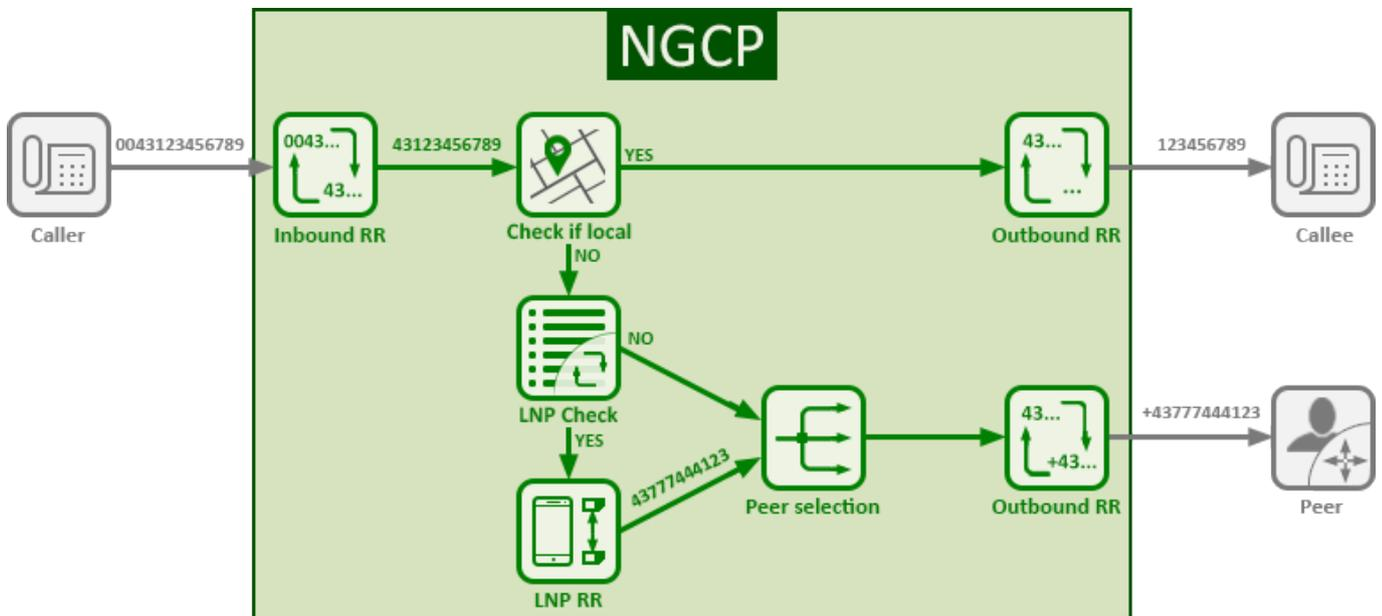 NGCP
0043123456789
0043...
43...
43123456789
YES
43...
...
123456789
Caller
Inbound RR
Check if local
Outbound RR
Callee
NO
NO
LNP Check
YES
43777444123
43...
+43...
+43777444123
Peer selection
Outbound RR
Peer
LNP RR